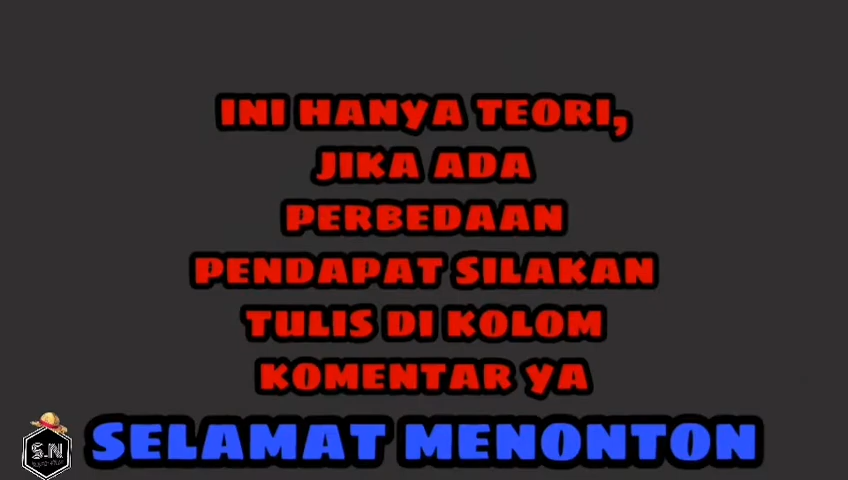 INI HANYA TEORI,
JIKA ADA
PERBEDAAN
PENDAPAT SILAKAN
TULIS DI KOLOM
KOMENTAR YA
SELAMAT MENONTON
S.N